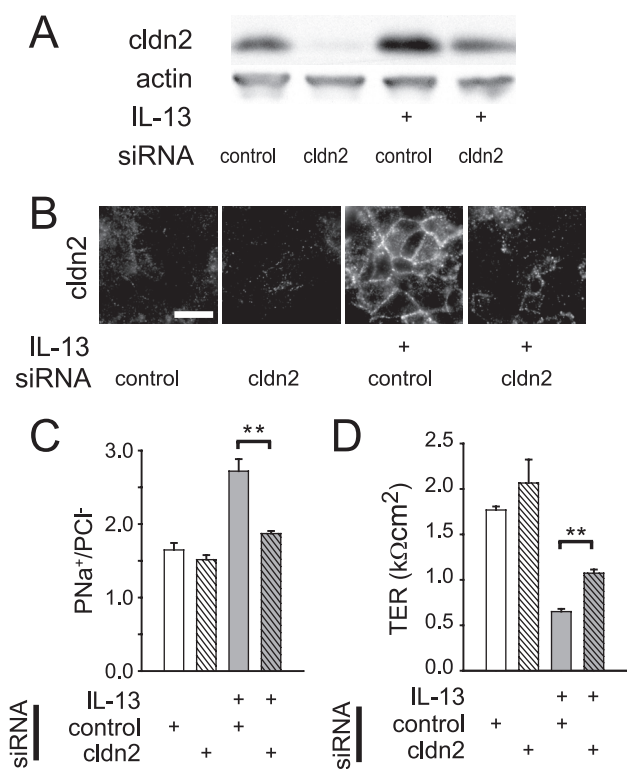 A
cldn2
actin
IL-13 + +
siRNA control cldn2 control cldn2
B
cldn2
IL-13 + +
siRNA control cldn2 control cldn2
C
3.0
2.0
1.0
0.0
PNa⁺/PCl-
**
IL-13 + +
control + +
cldn2 + +
siRNA
D
2.5
2.0
1.5
1.0
0.5
0.0
TER (kΩcm²)
**
IL-13 + +
control + +
cldn2 + +
siRNA